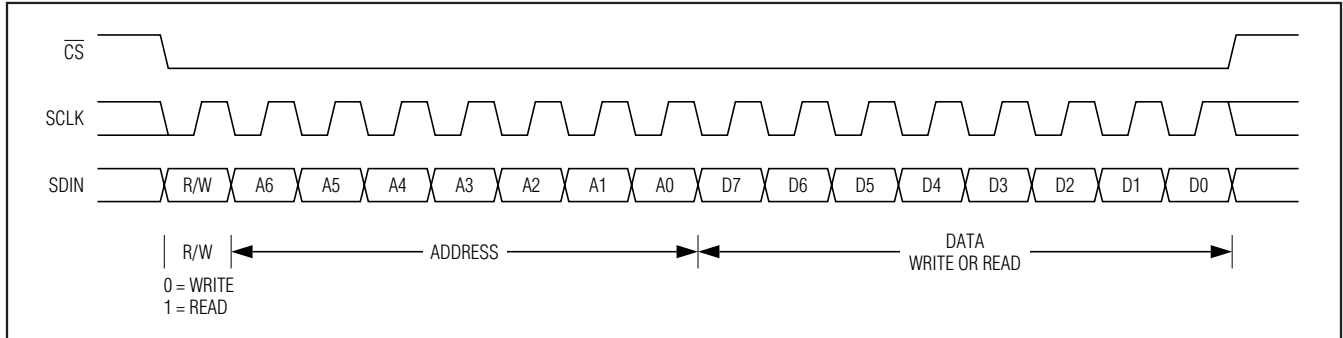 C̅S̅
SCLK
SDIN R/W A6 A5 A4 A3 A2 A1 A0 D7 D6 D5 D4 D3 D2 D1 D0
R/W ADDRESS DATA
WRITE OR READ
0 = WRITE
1 = READ